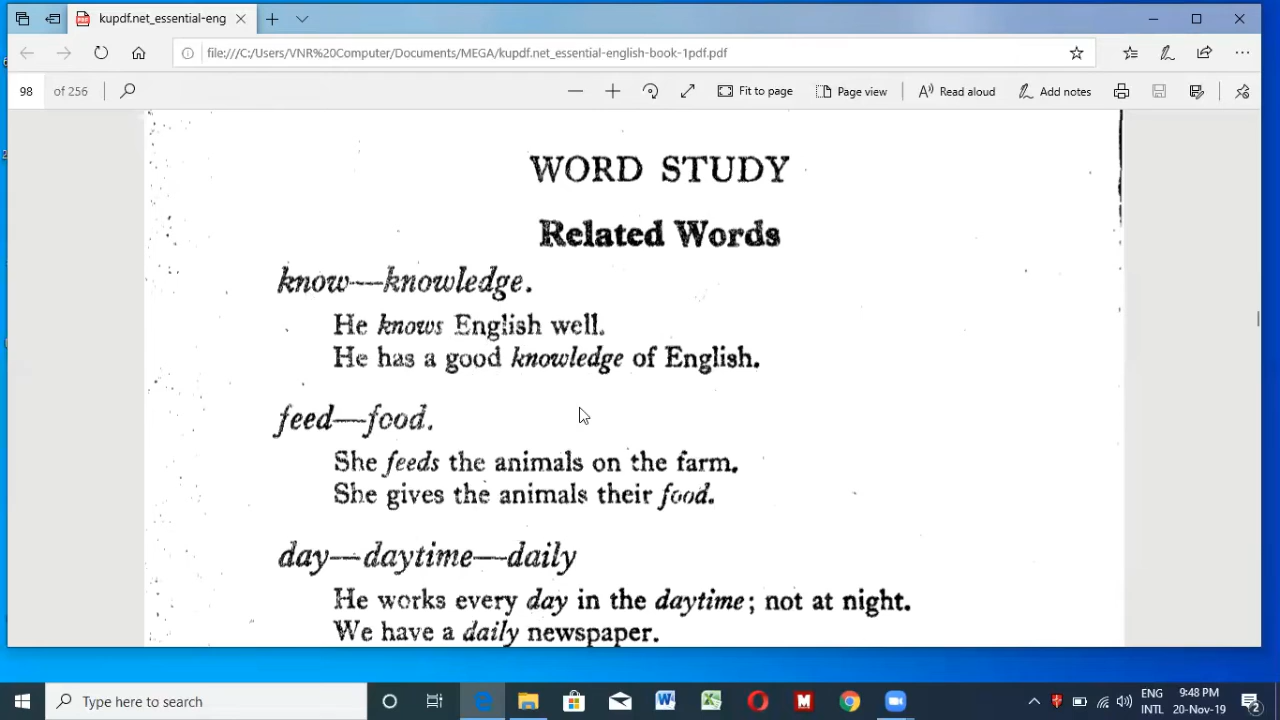 kupdf.net_essential-eng
file:///C:/Users/VNR%20Computer/Documents/MEGA/kupdf.net_essential-english-book-1pdf.pdf
98 of 256 Fit to page Page view Read aloud Add notes
WORD STUDY
Related Words
know—knowledge.
He knows English well.
He has a good knowledge of English.
feed—food.
She feeds the animals on the farm.
She gives the animals their food.
day—daytime—daily
He works every day in the daytime; not at night.
We have a daily newspaper.
Type here to search
ENG 9:48 PM
INTL 20-Nov-19
2